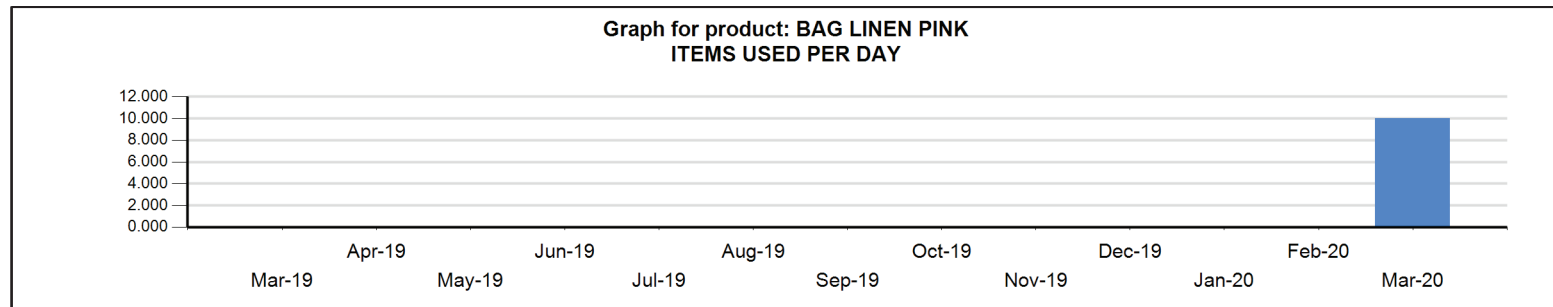 Graph for product: BAG LINEN PINK
ITEMS USED PER DAY
12.000
10.000
8.000
6.000
4.000
2.000
0.000
Apr-19 Jun-19 Aug-19 Oct-19 Dec-19 Feb-20
Mar-19 May-19 Jul-19 Sep-19 Nov-19 Jan-20 Mar-20